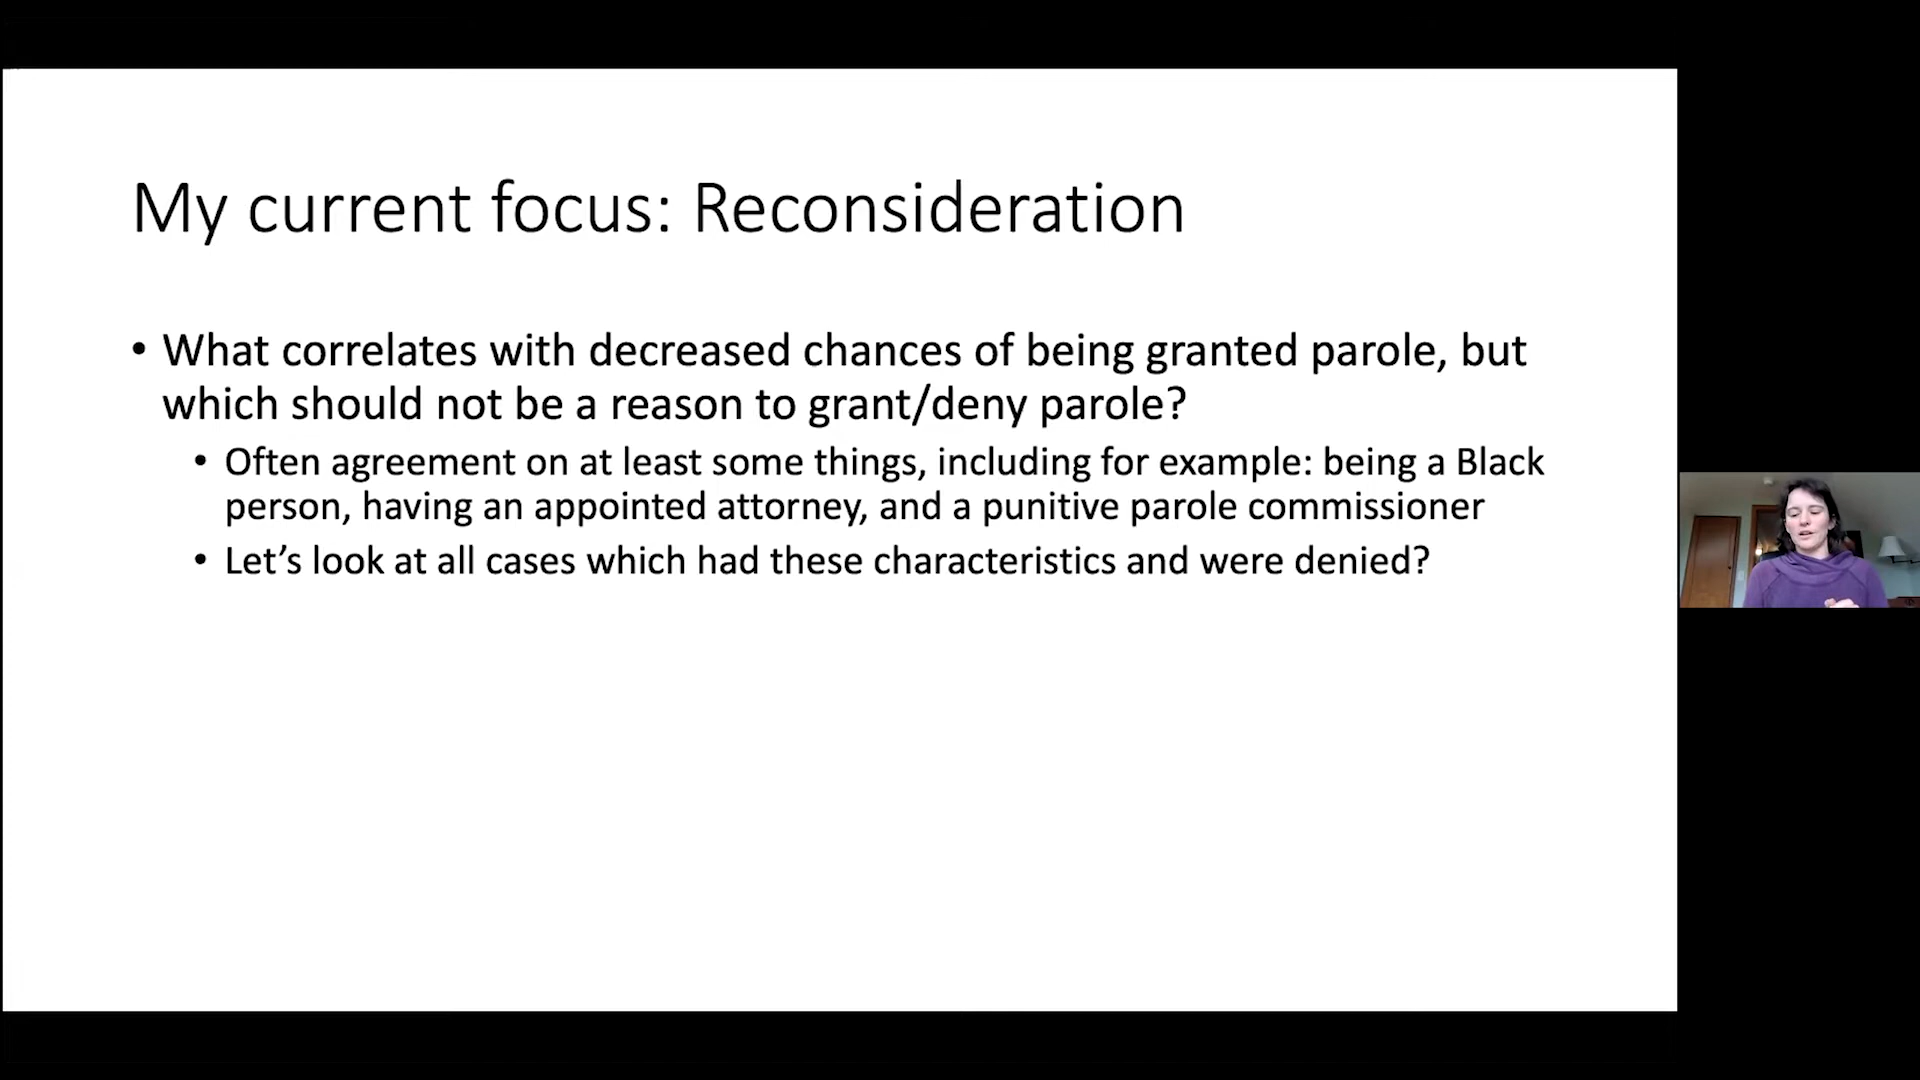 My current focus: Reconsideration
• What correlates with decreased chances of being granted parole, but
which should not be a reason to grant/deny parole?
• Often agreement on at least some things, including for example: being a Black
person, having an appointed attorney, and a punitive parole commissioner
• Let’s look at all cases which had these characteristics and were denied?